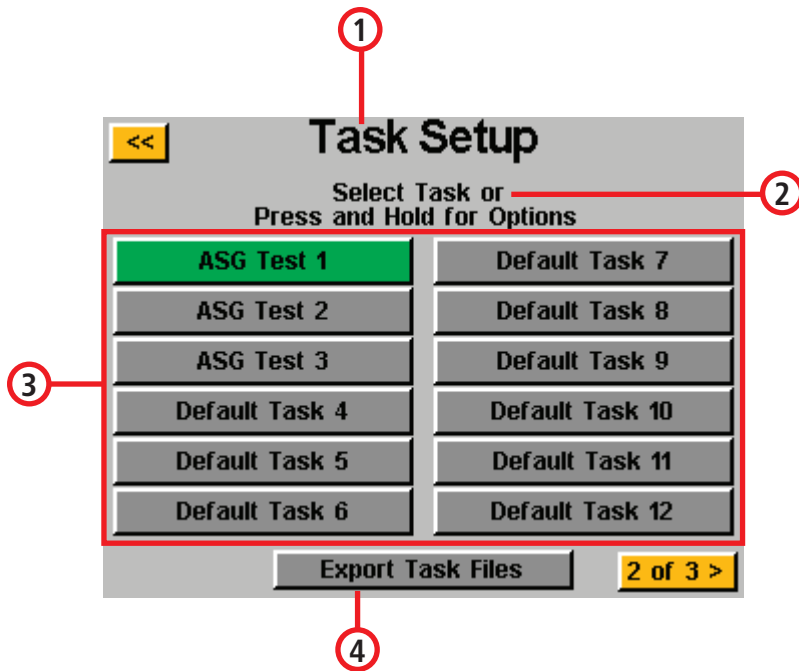 1
<< Task Setup
Select Task or
Press and Hold for Options
2
ASG Test 1 Default Task 7
ASG Test 2 Default Task 8
ASG Test 3 Default Task 9
3
Default Task 4 Default Task 10
Default Task 5 Default Task 11
Default Task 6 Default Task 12
Export Task Files 2 of 3 >
4